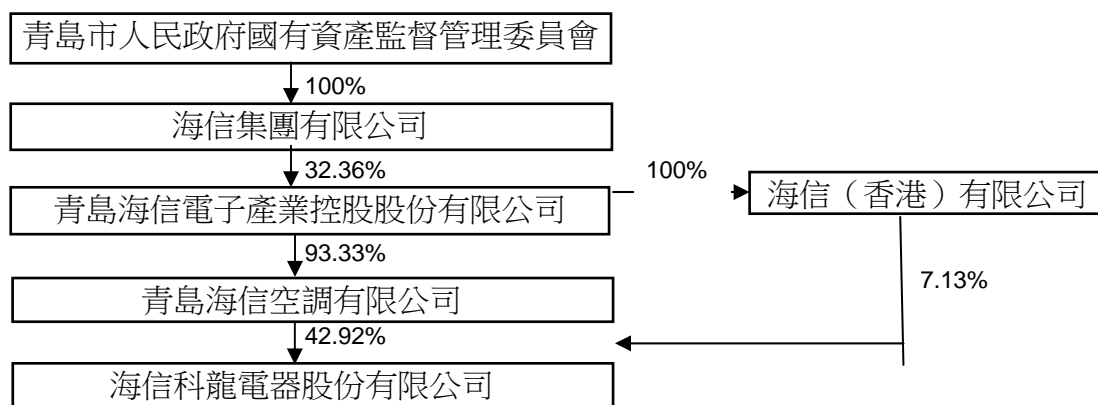 青島市人民政府國有資產監督管理委員會
100%
海信集團有限公司
32.36%
100%
青島海信電子產業控股股份有限公司
海信（香港）有限公司
93.33%
7.13%
青島海信空調有限公司
42.92%
海信科龍電器股份有限公司